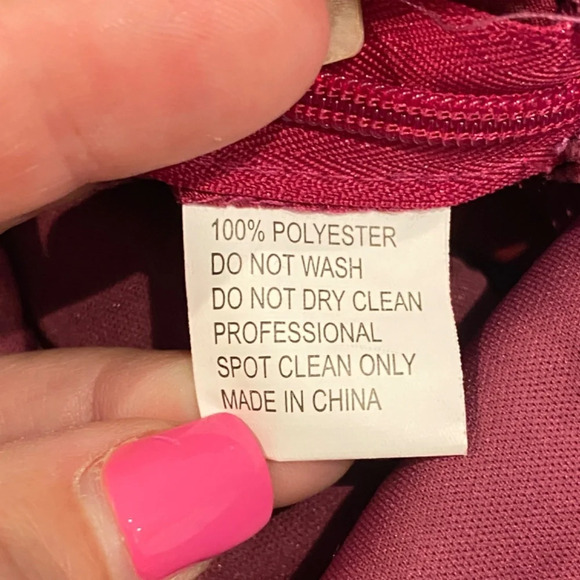 100% POLYESTER
DO NOT WASH
DO NOT DRY CLEAN
PROFESSIONAL
SPOT CLEAN ONLY
MADE IN CHINA